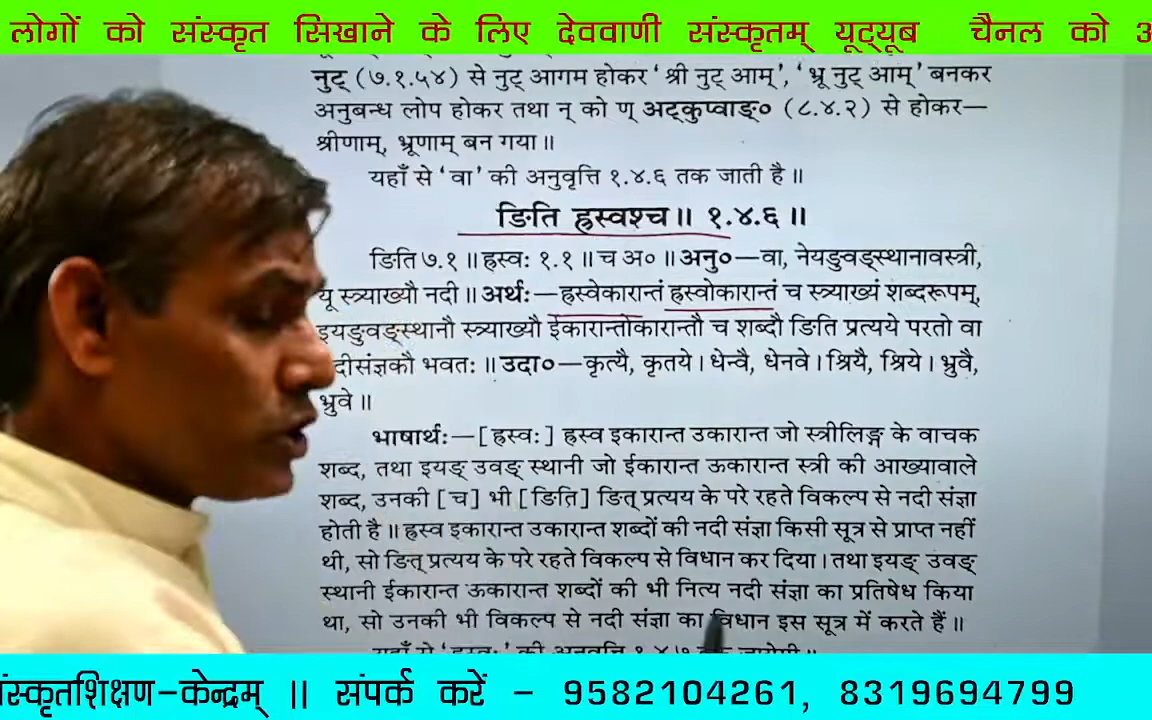 लोगों को संस्कृत सिखाने के लिए देववाणी संस्कृतम् यूट्यूब चैनल को
नुट् (७.१.५४) से नुट् आगम होकर ‘श्री नुट् आम्’, ‘भ्रू नुट् आम्’ बनकर
अनुबन्ध लोप होकर तथा न् को ण् अट्कुप्वाङ्० (८.४.२) से होकर—
श्रीणाम्, भ्रूणाम् बन गया॥
यहाँ से ‘वा’ की अनुवृत्ति १.४.६ तक जाती है॥
ङिति ह्रस्वश्च॥ १.४.६॥
ङिति ७.१॥ ह्रस्वः १.१॥ च अ०॥ अनु०—वा, नेयङुवङ्स्थानावस्त्री,
यू स्त्र्याख्यौ नदी॥ अर्थः—ह्रस्वेकारान्तं ह्रस्वोकारान्तं च स्त्र्याख्यं शब्दरूपम्,
इयङुवङ्स्थानौ स्त्र्याख्यौ ईकारान्तोकारान्तौ च शब्दौ ङिति प्रत्यये परतो वा
दीसंज्ञकौ भवतः॥ उदा०—कृत्यै, कृतये। धेन्वै, धेनवे। श्रियै, श्रिये। भ्रुवै,
भ्रुवे॥
भाषार्थः—[ह्रस्वः] ह्रस्व इकारान्त उकारान्त जो स्त्रीलिङ्ग के वाचक
शब्द, तथा इयङ् उवङ् स्थानी जो ईकारान्त ऊकारान्त स्त्री की आख्यावाले
शब्द, उनकी [च] भी [ङिति] ङित् प्रत्यय के परे रहते विकल्प से नदी संज्ञा
होती है॥ ह्रस्व इकारान्त उकारान्त शब्दों की नदी संज्ञा किसी सूत्र से प्राप्त नहीं
थी, सो ङित् प्रत्यय के परे रहते विकल्प से विधान कर दिया। तथा इयङ् उवङ्
स्थानी ईकारान्त ऊकारान्त शब्दों की भी नित्य नदी संज्ञा का प्रतिषेध किया
था, सो उनकी भी विकल्प से नदी संज्ञा का विधान इस सूत्र में करते हैं॥
संस्कृतशिक्षण-केन्द्रम् || संपर्क करें - 9582104261, 8319694799